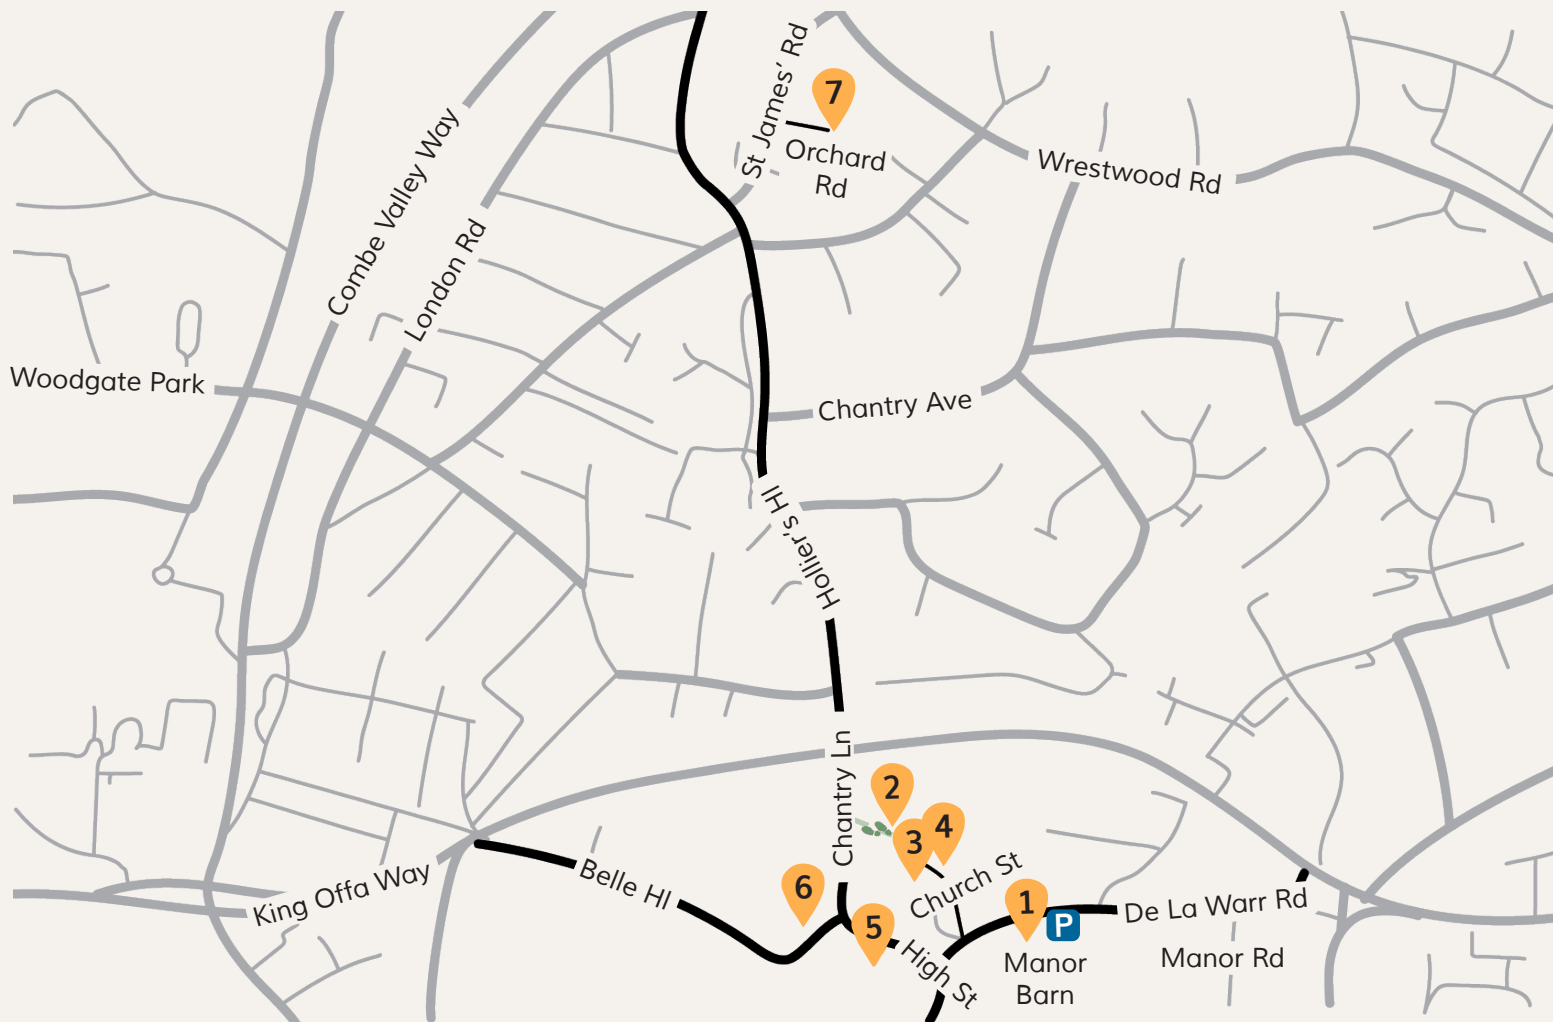 St James’ Rd
7
Orchard
Rd
Wrestwood Rd
Combe Valley Way
London Rd
Woodgate Park
Chantry Ave
Hollier’s Hl
Chantry Ln
2
3
4
Church St
Belle Hl
King Offa Way
6
5
1
P
De La Warr Rd
High St
Manor
Barn
Manor Rd